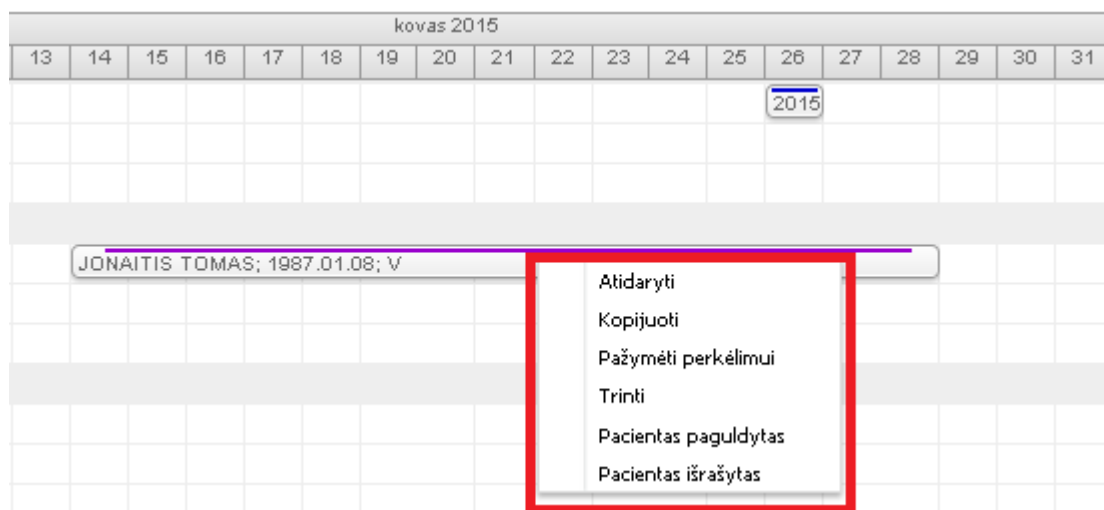 kovas 2015
13 14 15 16 17 18 19 20 21 22 23 24 25 26 27 28 29 30 31
2015
JONAITIS TOMAS; 1987.01.08; V
Atidaryti
Kopijuoti
Pažymėti perkėlimui
Trinti
Pacientas paguldytas
Pacientas išrašytas